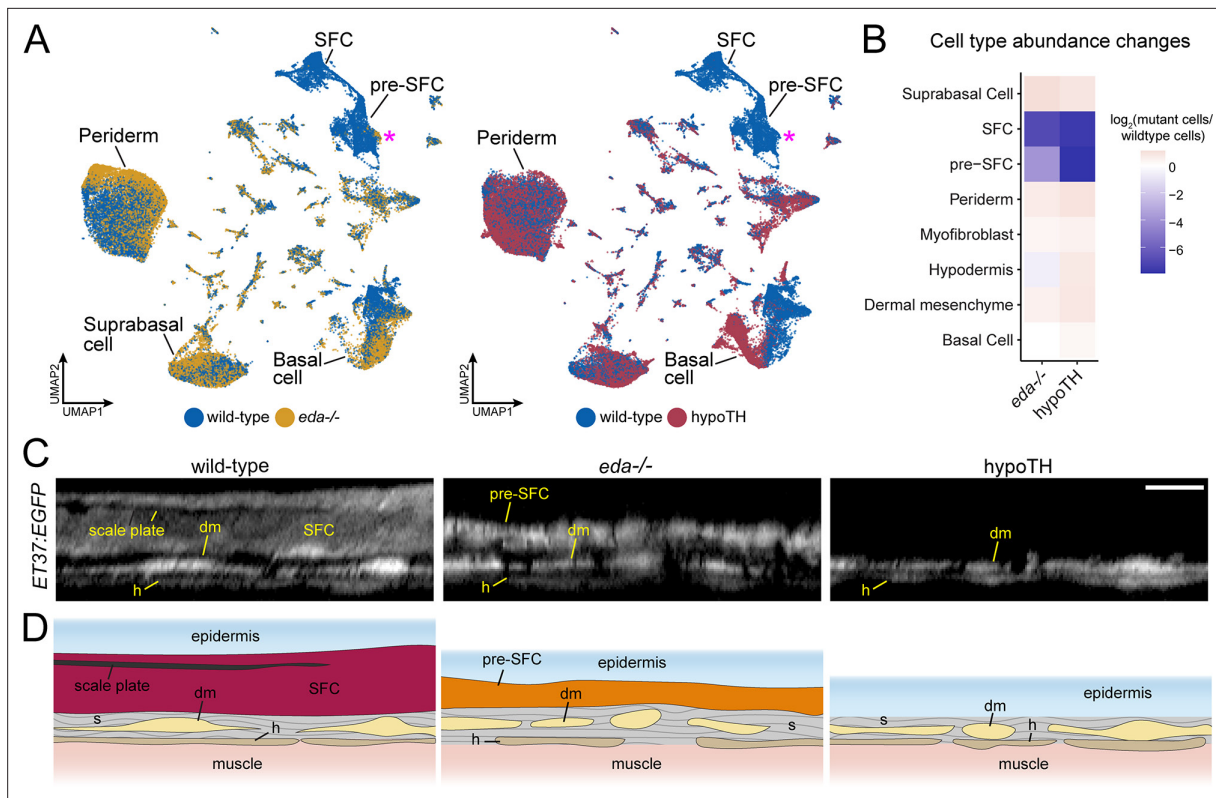 A
SFC
pre-SFC
*
Periderm
Suprabasal
cell
Basal
cell
UMAP2
UMAP1
wild-type
eda-/-
SFC
pre-SFC
*
Periderm
Basal
cell
UMAP2
UMAP1
wild-type
hypoTH
B
Cell type abundance changes
Suprabasal Cell
SFC
pre−SFC
Periderm
Myofibroblast
Hypodermis
Dermal mesenchyme
Basal Cell
eda-/-
hypoTH
log2(mutant cells/
wildtype cells)
0
−2
−4
−6
C
wild-type
eda-/-
hypoTH
ET37:EGFP
scale plate
dm
SFC
h
pre-SFC
dm
h
dm
h
D
epidermis
scale plate
SFC
s
dm
h
muscle
pre-SFC
epidermis
dm
s
h
muscle
epidermis
s
dm
h
muscle